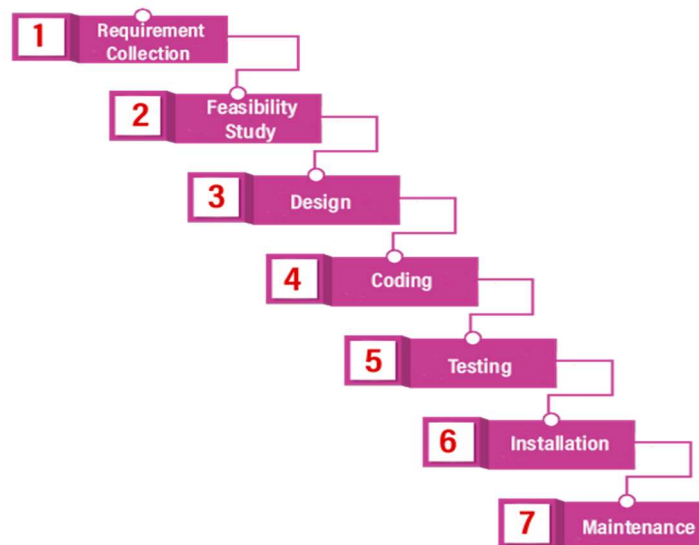 1
Requirement
Collection
2
Feasibility
Study
3
Design
4
Coding
5
Testing
6
Installation
7
Maintenance